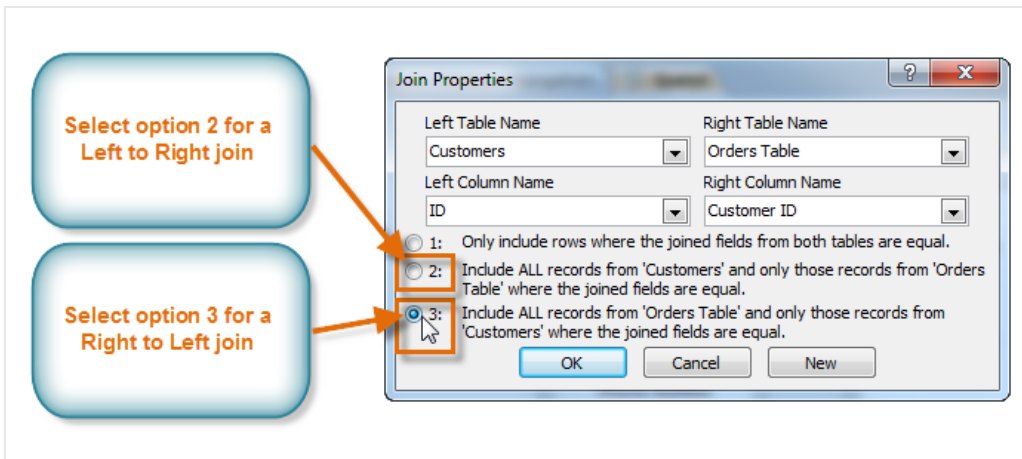 Select option 2 for a
Left to Right join
Select option 3 for a
Right to Left join
Join Properties
?
X
Left Table Name
Right Table Name
Customers
Orders Table
Left Column Name
Right Column Name
ID
Customer ID
1: Only include rows where the joined fields from both tables are equal.
2: Include ALL records from 'Customers' and only those records from 'Orders
Table' where the joined fields are equal.
3: Include ALL records from 'Orders Table' and only those records from
'Customers' where the joined fields are equal.
OK
Cancel
New